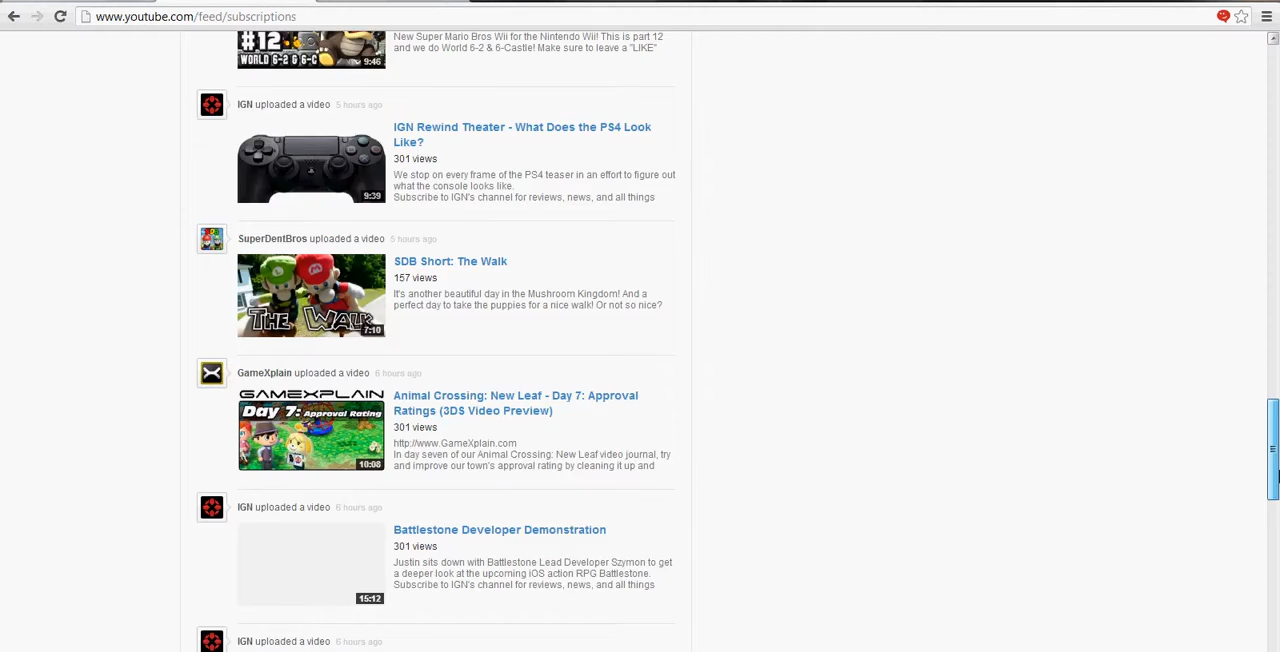 www.youtube.com/feed/subscriptions
#12
WORLD 6-2 & 6-C
9:46
New Super Mario Bros Wii for the Nintendo Wii! This is part 12
and we do World 6-2 & 6-Castle! Make sure to leave a "LIKE"
IGN uploaded a video 5 hours ago
IGN Rewind Theater - What Does the PS4 Look
Like?
301 views
We stop on every frame of the PS4 teaser in an effort to figure out
what the console looks like.
Subscribe to IGN's channel for reviews, news, and all things
9:39
SuperDentBros uploaded a video 5 hours ago
SDB Short: The Walk
157 views
It's another beautiful day in the Mushroom Kingdom! And a
perfect day to take the puppies for a nice walk! Or not so nice?
THE WALK
7:10
GameXplain uploaded a video 6 hours ago
GAMEXPLAIN
Day 7: Approval Rating
10:08
Animal Crossing: New Leaf - Day 7: Approval
Ratings (3DS Video Preview)
301 views
http://www.GameXplain.com
In day seven of our Animal Crossing: New Leaf video journal, try
and improve our town's approval rating by cleaning it up and
IGN uploaded a video 6 hours ago
Battlestone Developer Demonstration
301 views
Justin sits down with Battlestone Lead Developer Szymon to get
a deeper look at the upcoming iOS action RPG Battlestone.
Subscribe to IGN's channel for reviews, news, and all things
15:12
IGN uploaded a video 6 hours ago